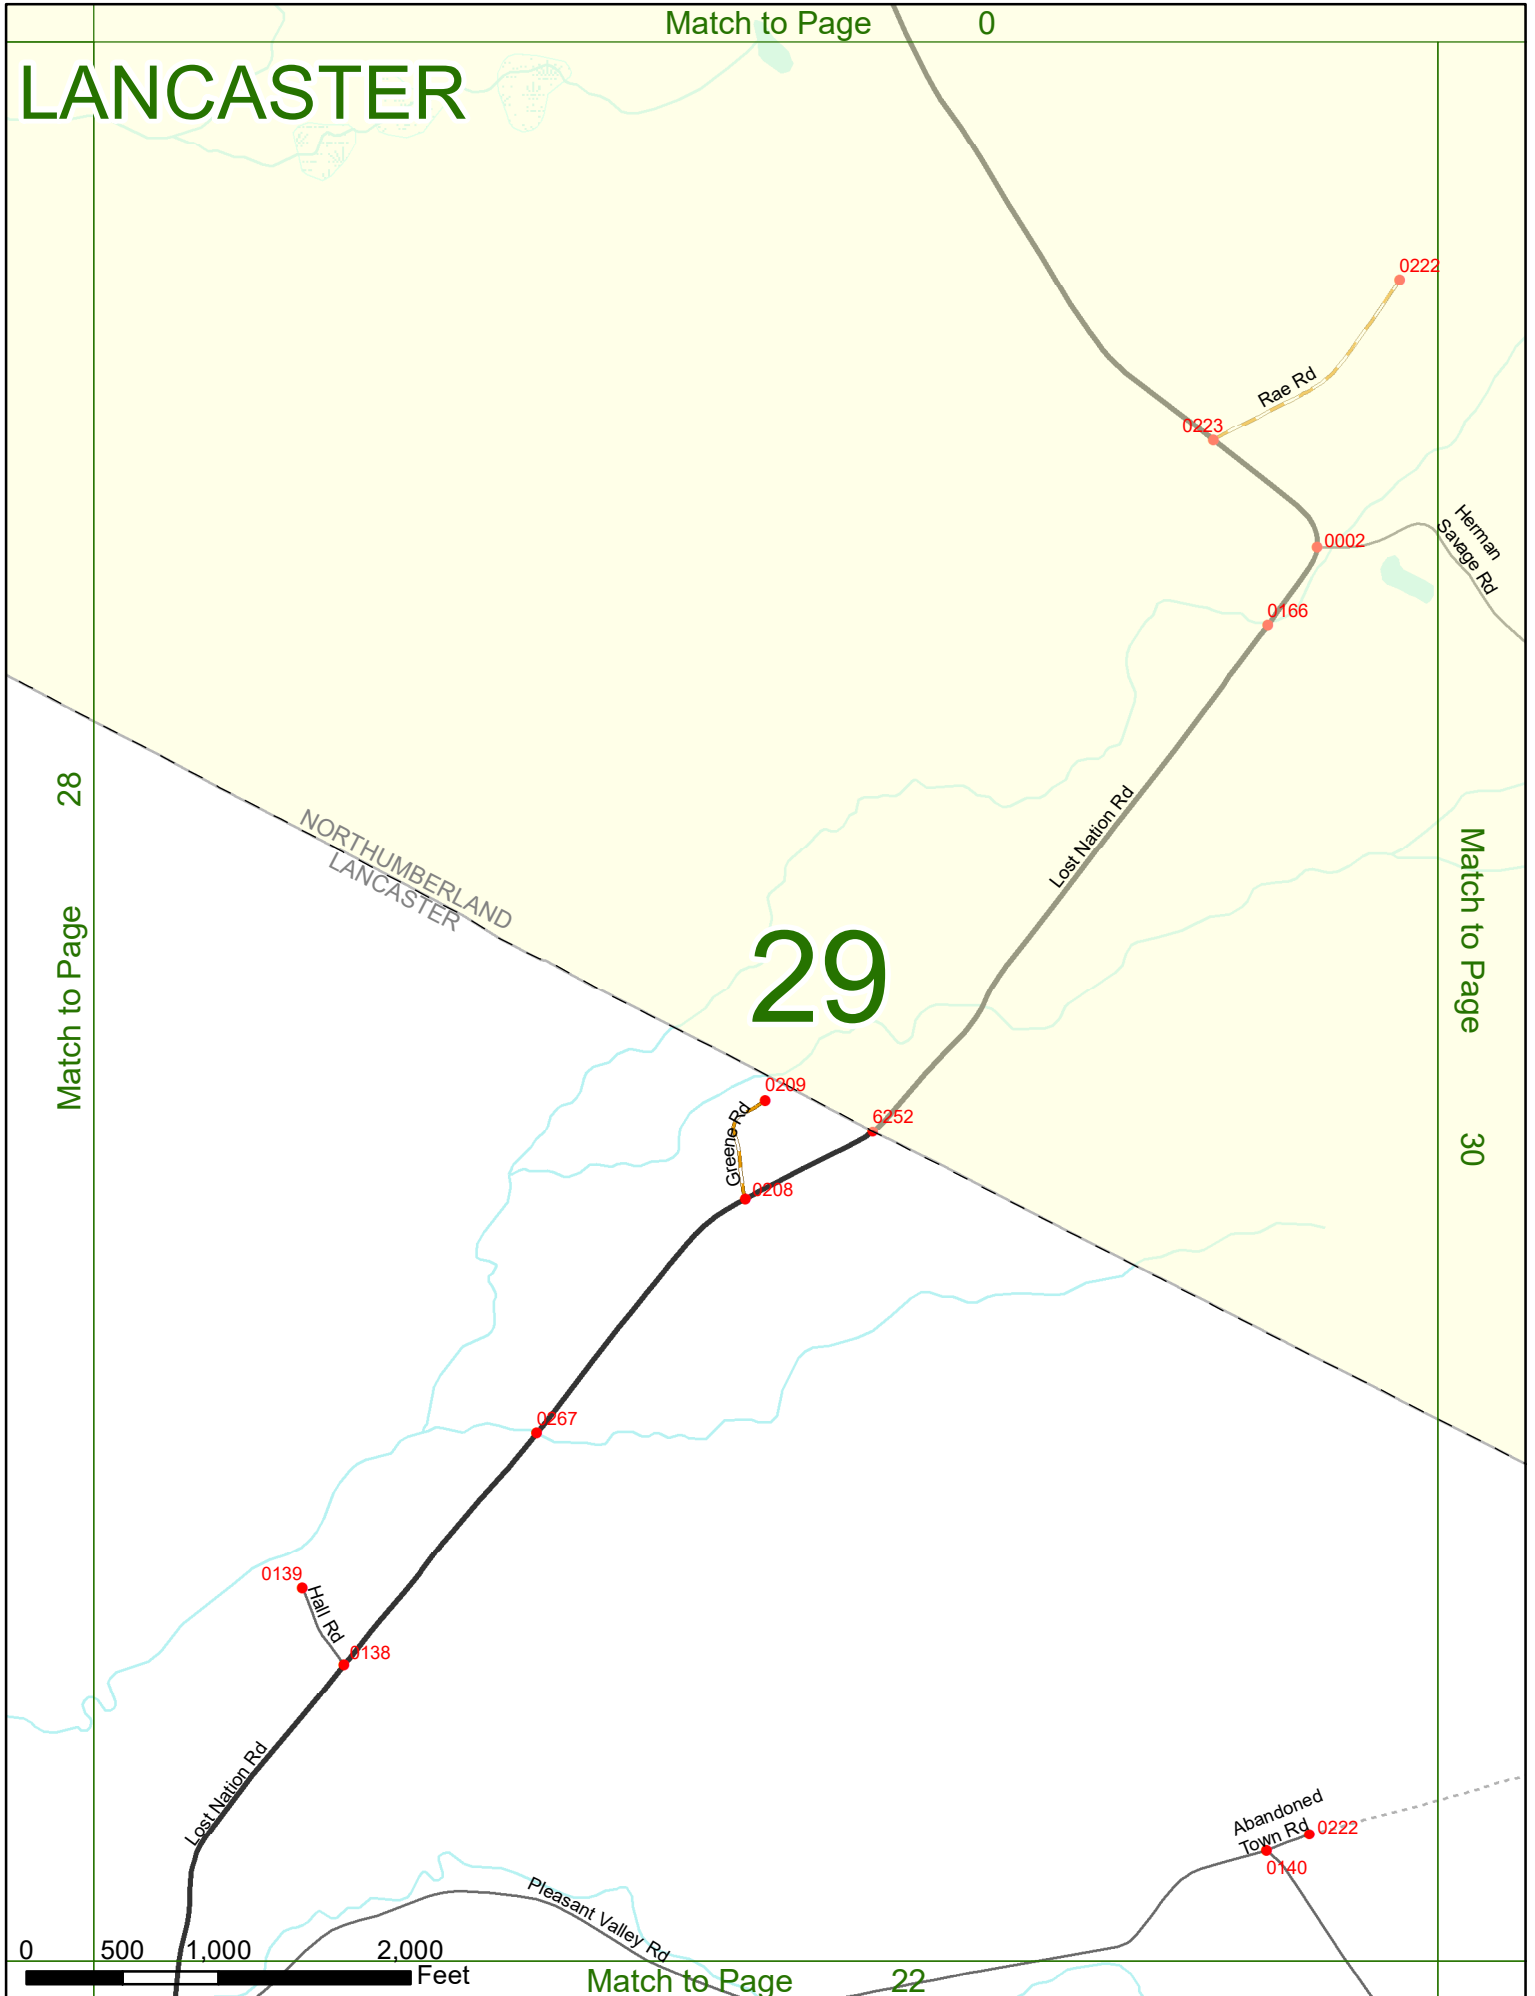 Match to Page 0
LANCASTER
0222
Rae Rd
0223
Herman
Savage Rd
0002
0166
Lost Nation Rd
Match to Page 28
NORTHUMBERLAND
LANCASTER
Match to Page 30
29
0209
Greene Rd
6252
0208
0267
0139
Hall Rd
0138
Lost Nation Rd
Abandoned
Town Rd
0222
0140
Pleasant Valley Rd
0 500 1,000 2,000
Feet
Match to Page 22